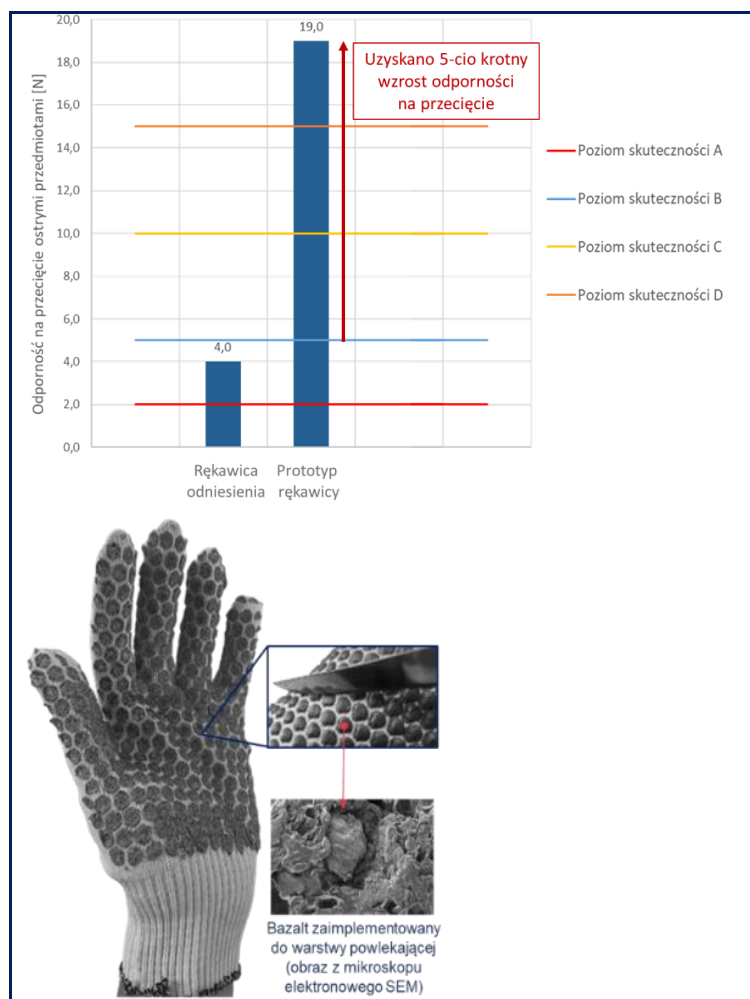 20,0
18,0
16,0
14,0
12,0
10,0
8,0
6,0
4,0
2,0
0,0
Odporność na przecięcie ostrymi przedmiotami [N]
4,0
19,0
Uzyskano 5-cio krotny
wzrost odporności
na przecięcie
Poziom skuteczności A
Poziom skuteczności B
Poziom skuteczności C
Poziom skuteczności D
Rękawica
odniesienia
Prototyp
rękawicy
Bazalt zaimplementowany
do warstwy powlekającej
(obraz z mikroskopu
elektronowego SEM)